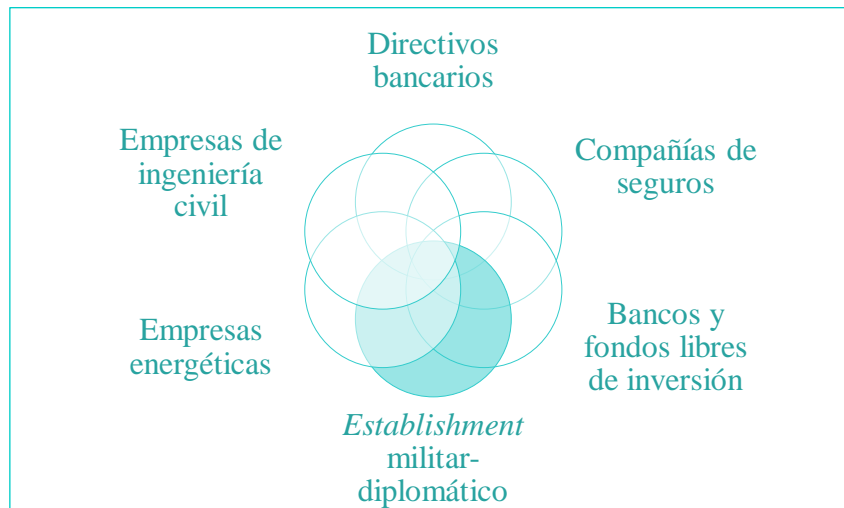 Directivos
bancarios
Empresas de
ingeniería
civil
Compañías de
seguros
Empresas
energéticas
Bancos y
fondos libres
de inversión
Establishment
militar-
diplomático